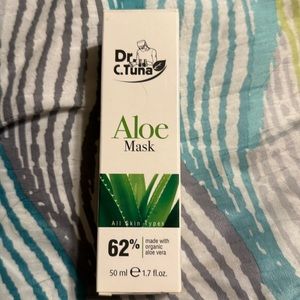 Dr.
C.Tuna
Aloe
Mask
All Skin Types
62%
made with
organic
aloe vera
50 ml ℮ 1.7 fl.oz.